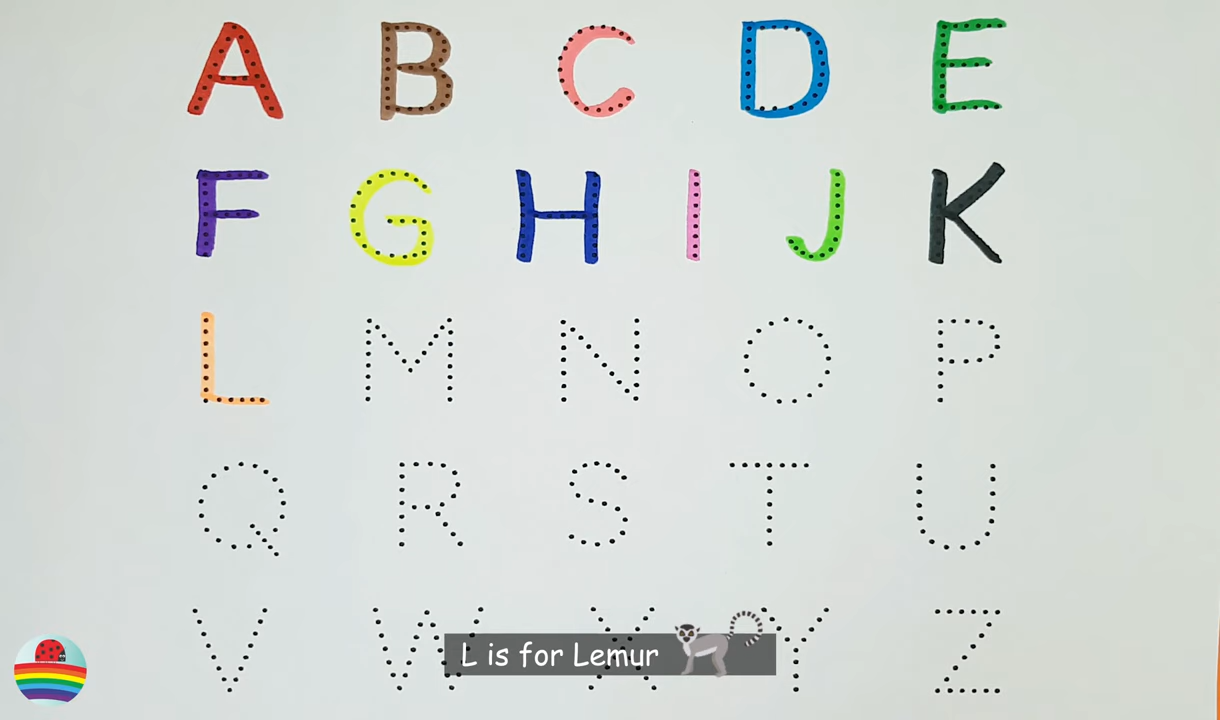 A B C D E
F G H I J K
L M N O P
Q R S T U
V W X Y Z
L is for Lemur